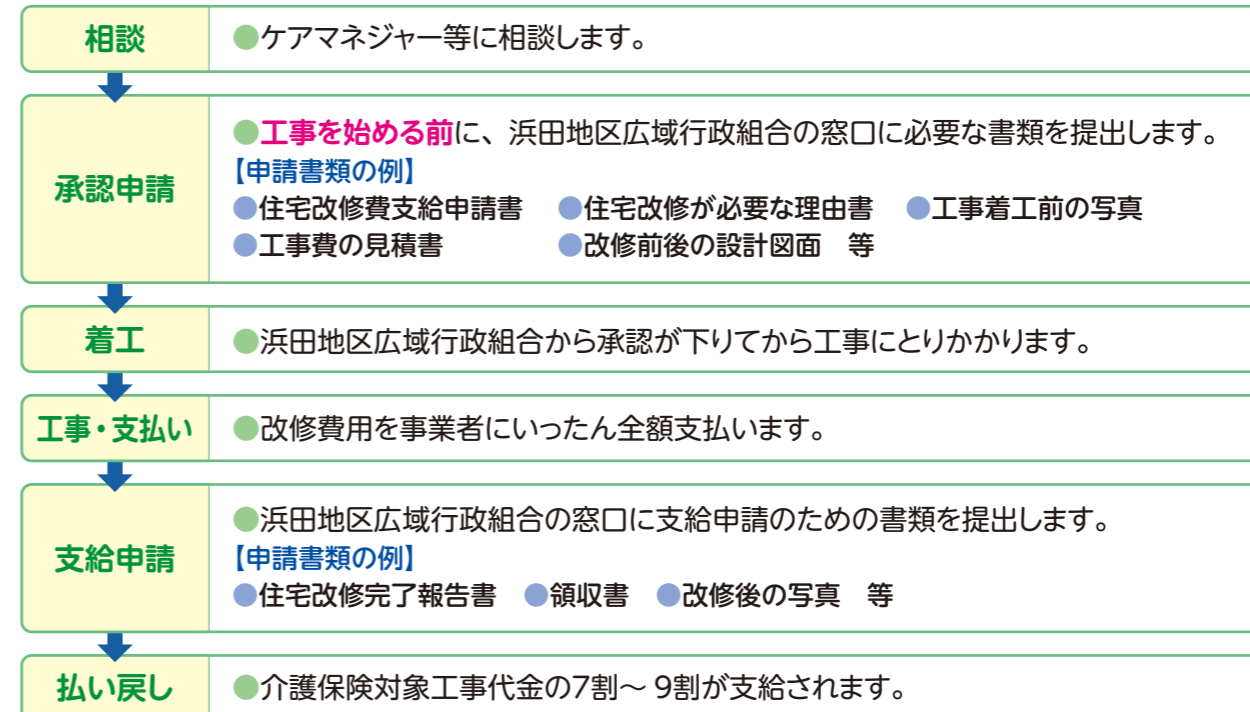 相談
●ケアマネジャー等に相談します。
承認申請
●工事を始める前に、浜田地区広域行政組合の窓口に必要な書類を提出します。
【申請書類の例】
●住宅改修費支給申請書 ●住宅改修が必要な理由書 ●工事着工前の写真
●工事費の見積書 ●改修前後の設計図面 等
着工
●浜田地区広域行政組合から承認が下りてから工事にとりかかります。
工事・支払い
●改修費用を事業者にいったん全額支払います。
支給申請
●浜田地区広域行政組合の窓口に支給申請のための書類を提出します。
【申請書類の例】
●住宅改修完了報告書 ●領収書 ●改修後の写真 等
払い戻し
●介護保険対象工事代金の7割～9割が支給されます。